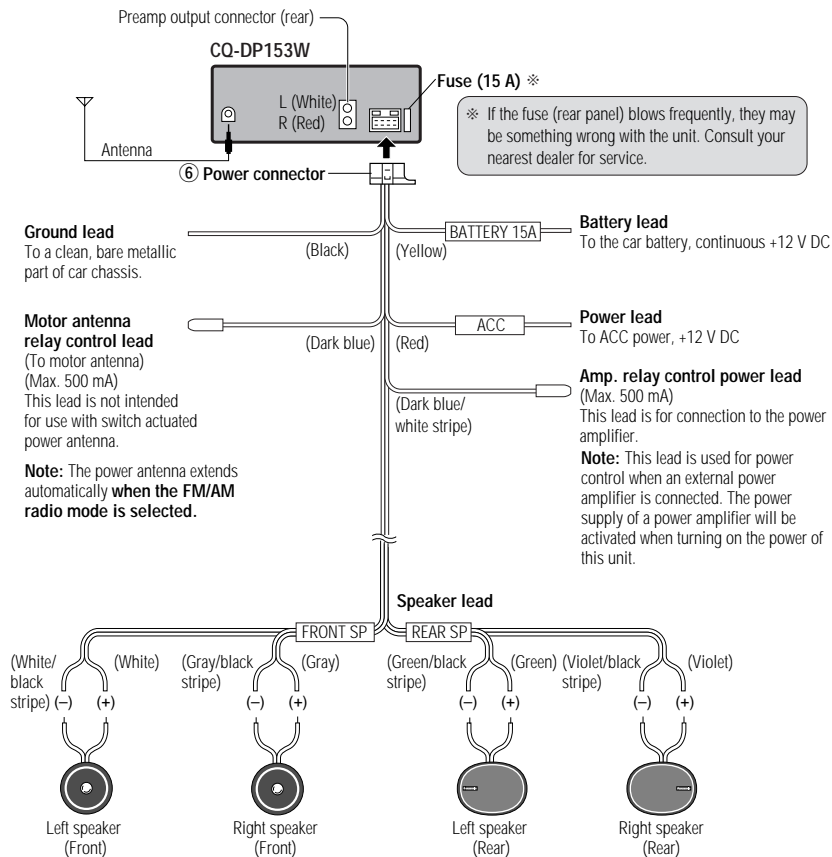 Preamp output connector (rear)
CQ-DP153W
L (White)
R (Red)
Fuse (15 A) ※
※ If the fuse (rear panel) blows frequently, they may
be something wrong with the unit. Consult your
nearest dealer for service.
Antenna
⑥ Power connector
Ground lead
To a clean, bare metallic
part of car chassis.
(Black)
(Yellow)
BATTERY 15A
Battery lead
To the car battery, continuous +12 V DC
Motor antenna
relay control lead
(To motor antenna)
(Max. 500 mA)
This lead is not intended
for use with switch actuated
power antenna.
Note: The power antenna extends
automatically when the FM/AM
radio mode is selected.
(Dark blue)
(Red)
ACC
Power lead
To ACC power, +12 V DC
(Dark blue/
white stripe)
Amp. relay control power lead
(Max. 500 mA)
This lead is for connection to the power
amplifier.
Note: This lead is used for power
control when an external power
amplifier is connected. The power
supply of a power amplifier will be
activated when turning on the power of
this unit.
Speaker lead
FRONT SP
REAR SP
(White/
black
stripe)
(White)
(Gray/black
stripe)
(Gray)
(Green/black
stripe)
(Green)
(Violet/black
stripe)
(Violet)
(–)
(+)
(–)
(+)
(–)
(+)
(–)
(+)
Left speaker
(Front)
Right speaker
(Front)
Left speaker
(Rear)
Right speaker
(Rear)